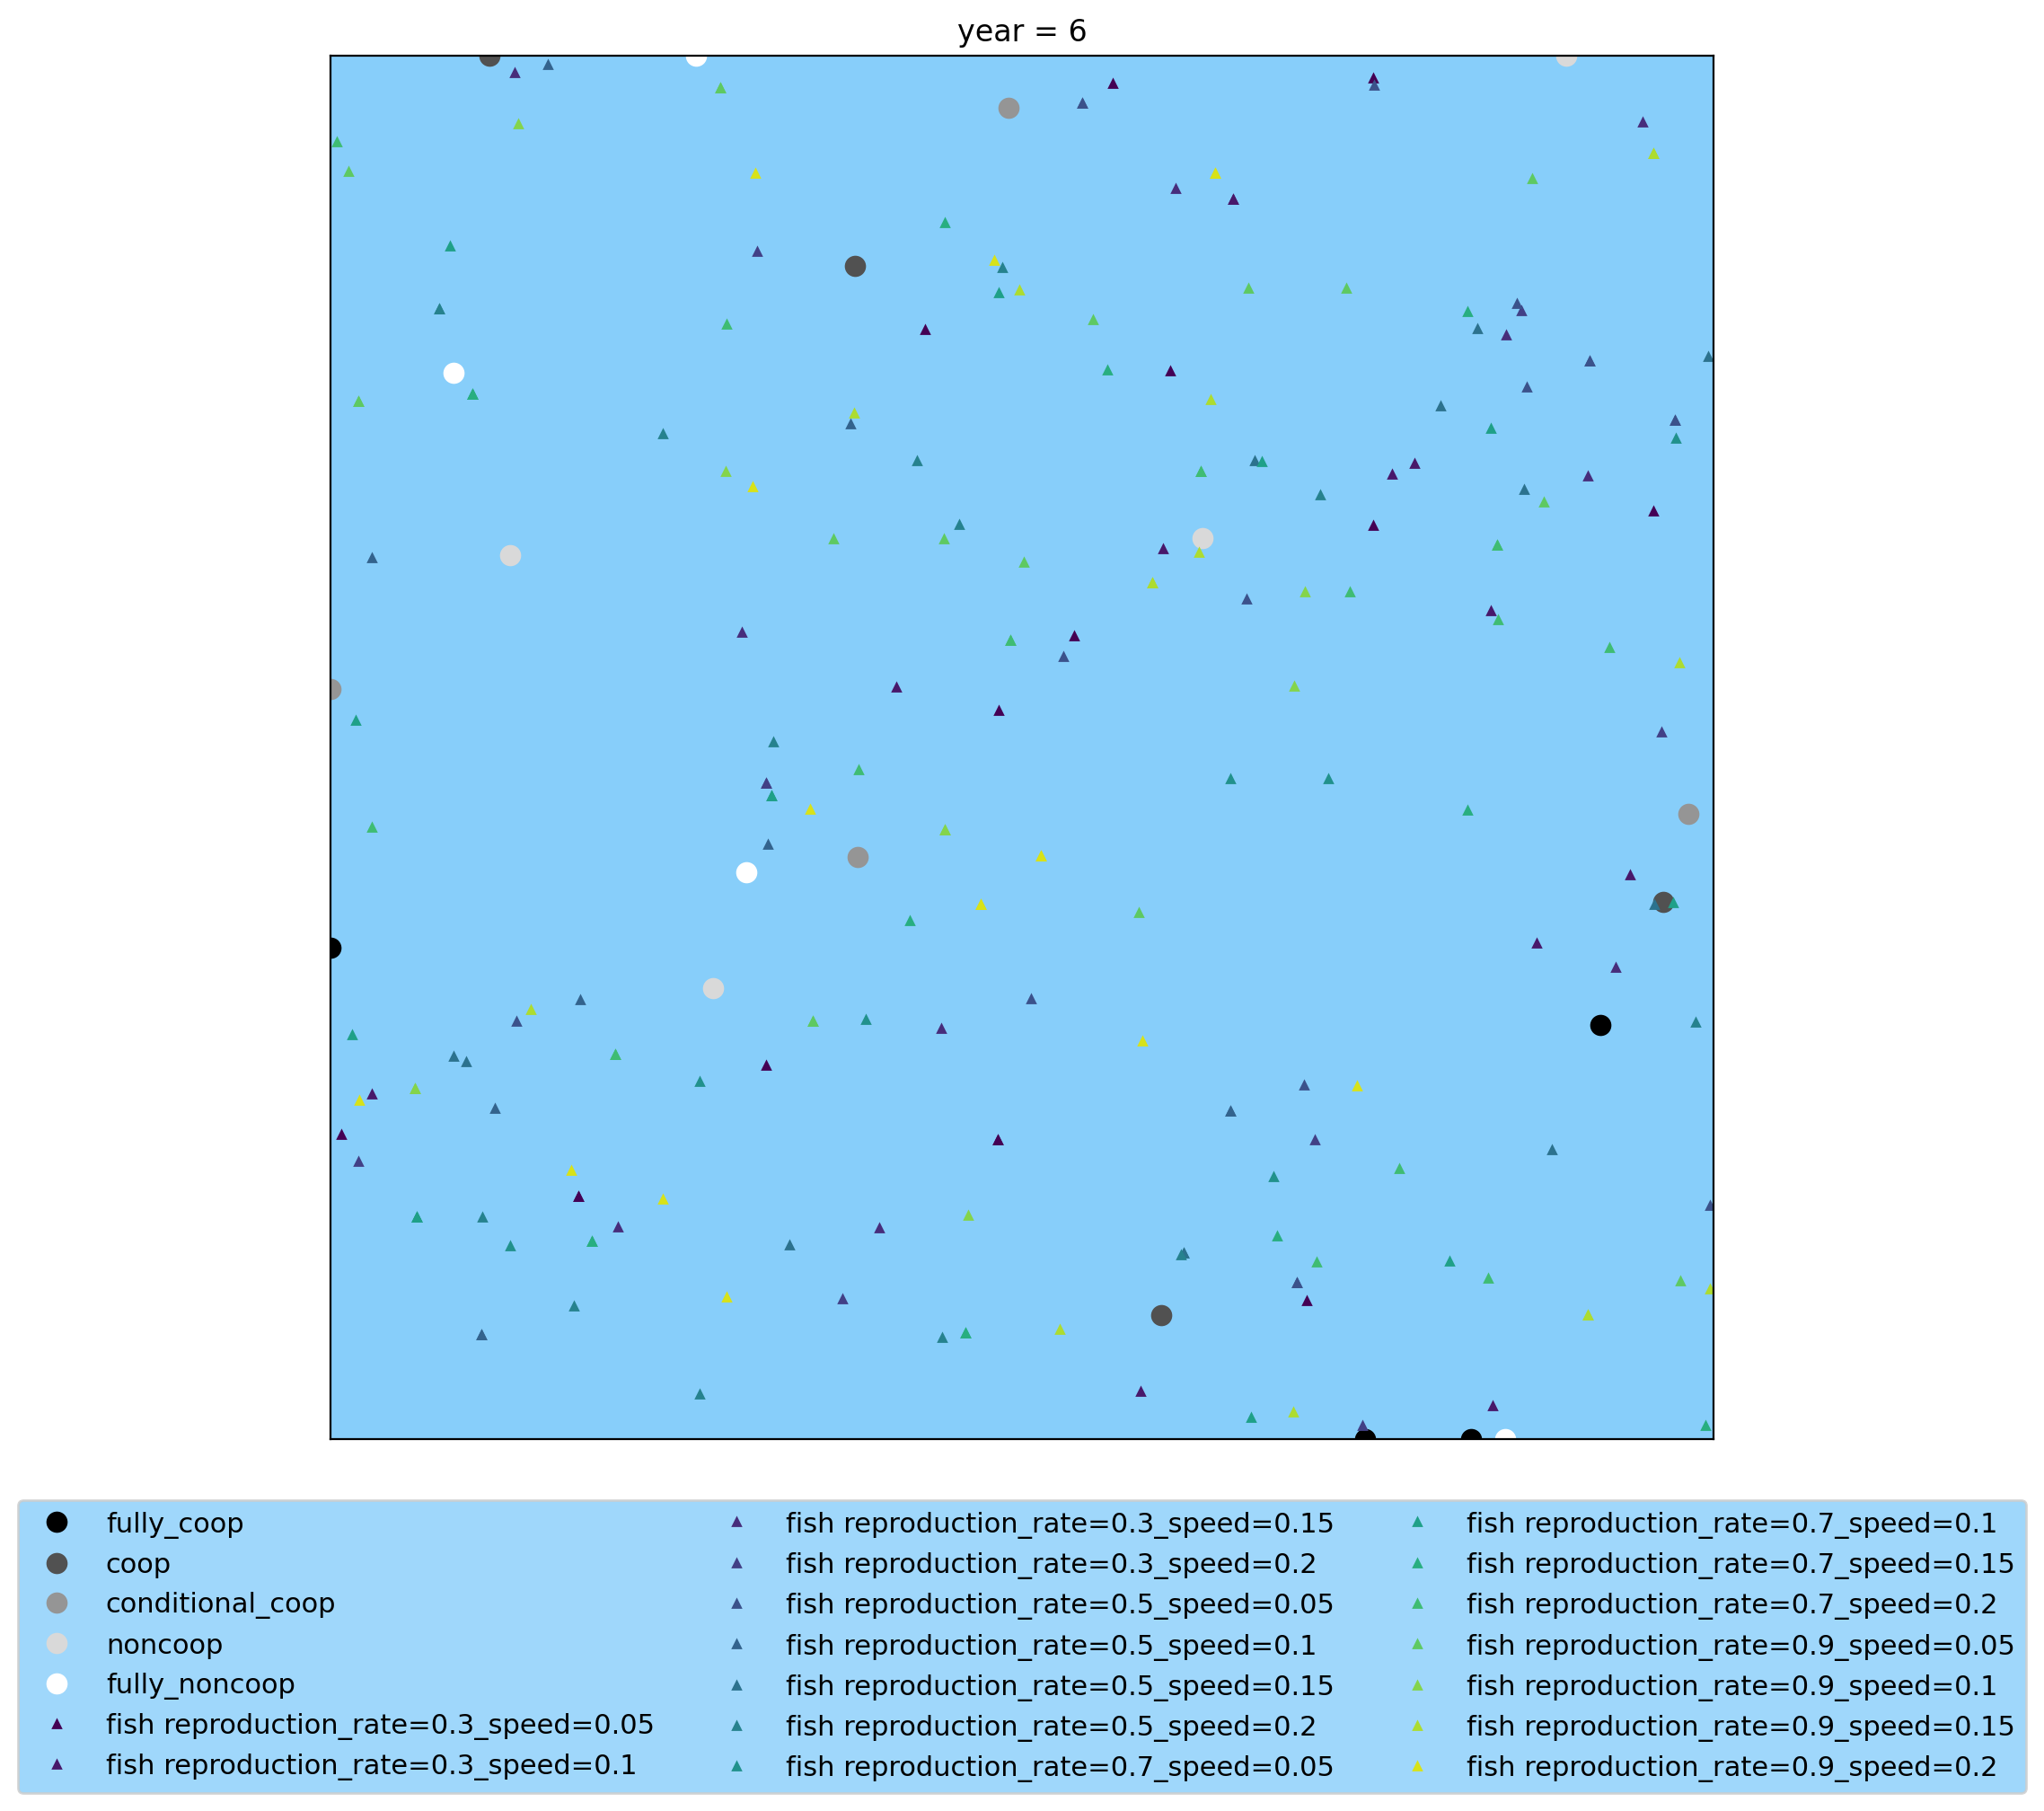 year = 6
fully_coop
coop
conditional_coop
noncoop
fully_noncoop
fish reproduction_rate=0.3_speed=0.05
fish reproduction_rate=0.3_speed=0.1
fish reproduction_rate=0.3_speed=0.15
fish reproduction_rate=0.3_speed=0.2
fish reproduction_rate=0.5_speed=0.05
fish reproduction_rate=0.5_speed=0.1
fish reproduction_rate=0.5_speed=0.15
fish reproduction_rate=0.5_speed=0.2
fish reproduction_rate=0.7_speed=0.05
fish reproduction_rate=0.7_speed=0.1
fish reproduction_rate=0.7_speed=0.15
fish reproduction_rate=0.7_speed=0.2
fish reproduction_rate=0.9_speed=0.05
fish reproduction_rate=0.9_speed=0.1
fish reproduction_rate=0.9_speed=0.15
fish reproduction_rate=0.9_speed=0.2